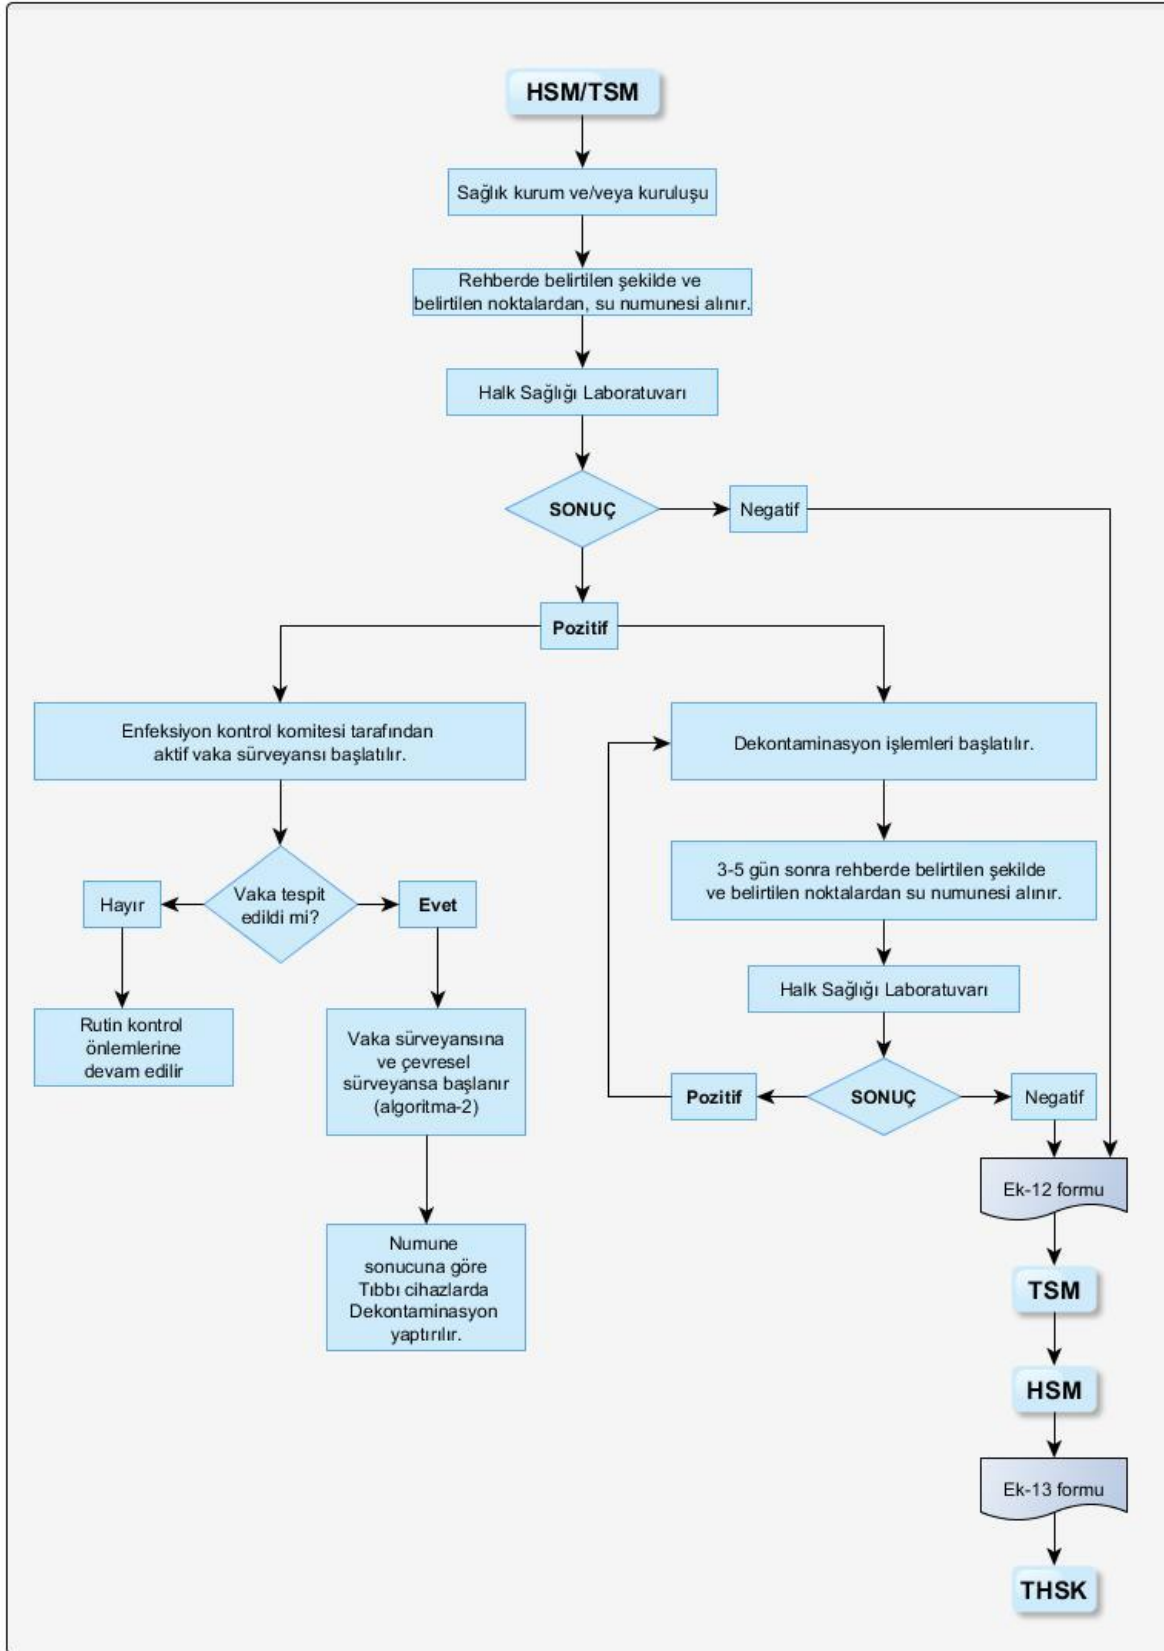 HSM/TSM
Sağlık kurum ve/veya kuruluşu
Rehberde belirtilen şekilde ve
belirtilen noktalardan, su numunesi alınır.
Halk Sağlığı Laboratuvarı
SONUÇ
Negatif
Pozitif
Enfeksiyon kontrol komitesi tarafından
aktif vaka sürveyansı başlatılır.
Vaka tespit
edildi mi?
Hayır
Evet
Rutin kontrol
önlemlerine
devam edilir
Vaka sürveyansına
ve çevresel
sürveyansa başlanır
(algoritma-2)
Numune
sonucuna göre
Tıbbı cihazlarda
Dekontaminasyon
yaptırılır.
Dekontaminasyon işlemleri başlatılır.
3-5 gün sonra rehberde belirtilen şekilde
ve belirtilen noktalardan su numunesi alınır.
Halk Sağlığı Laboratuvarı
SONUÇ
Pozitif
Negatif
Ek-12 formu
TSM
HSM
Ek-13 formu
THSK